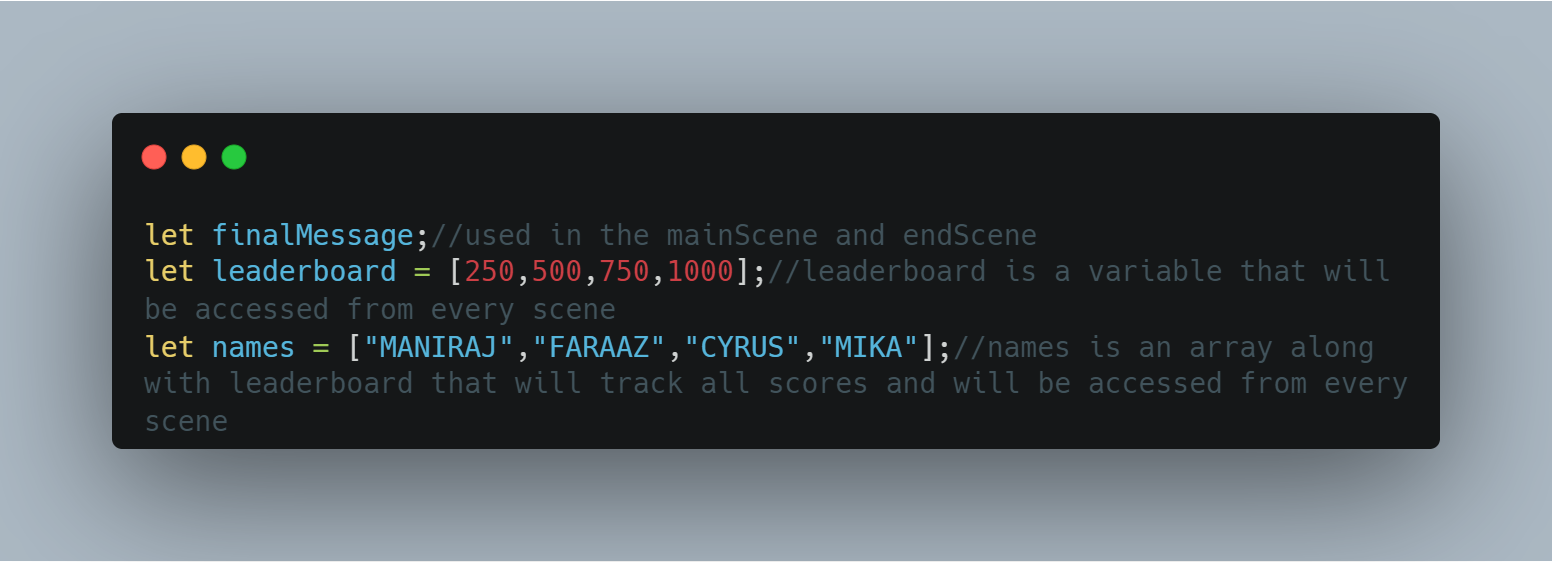 let finalMessage;//used in the mainScene and endScene
let leaderboard = [250,500,750,1000];//leaderboard is a variable that will
be accessed from every scene
let names = ["MANIRAJ","FARAAZ","CYRUS","MIKA"];//names is an array along
with leaderboard that will track all scores and will be accessed from every
scene